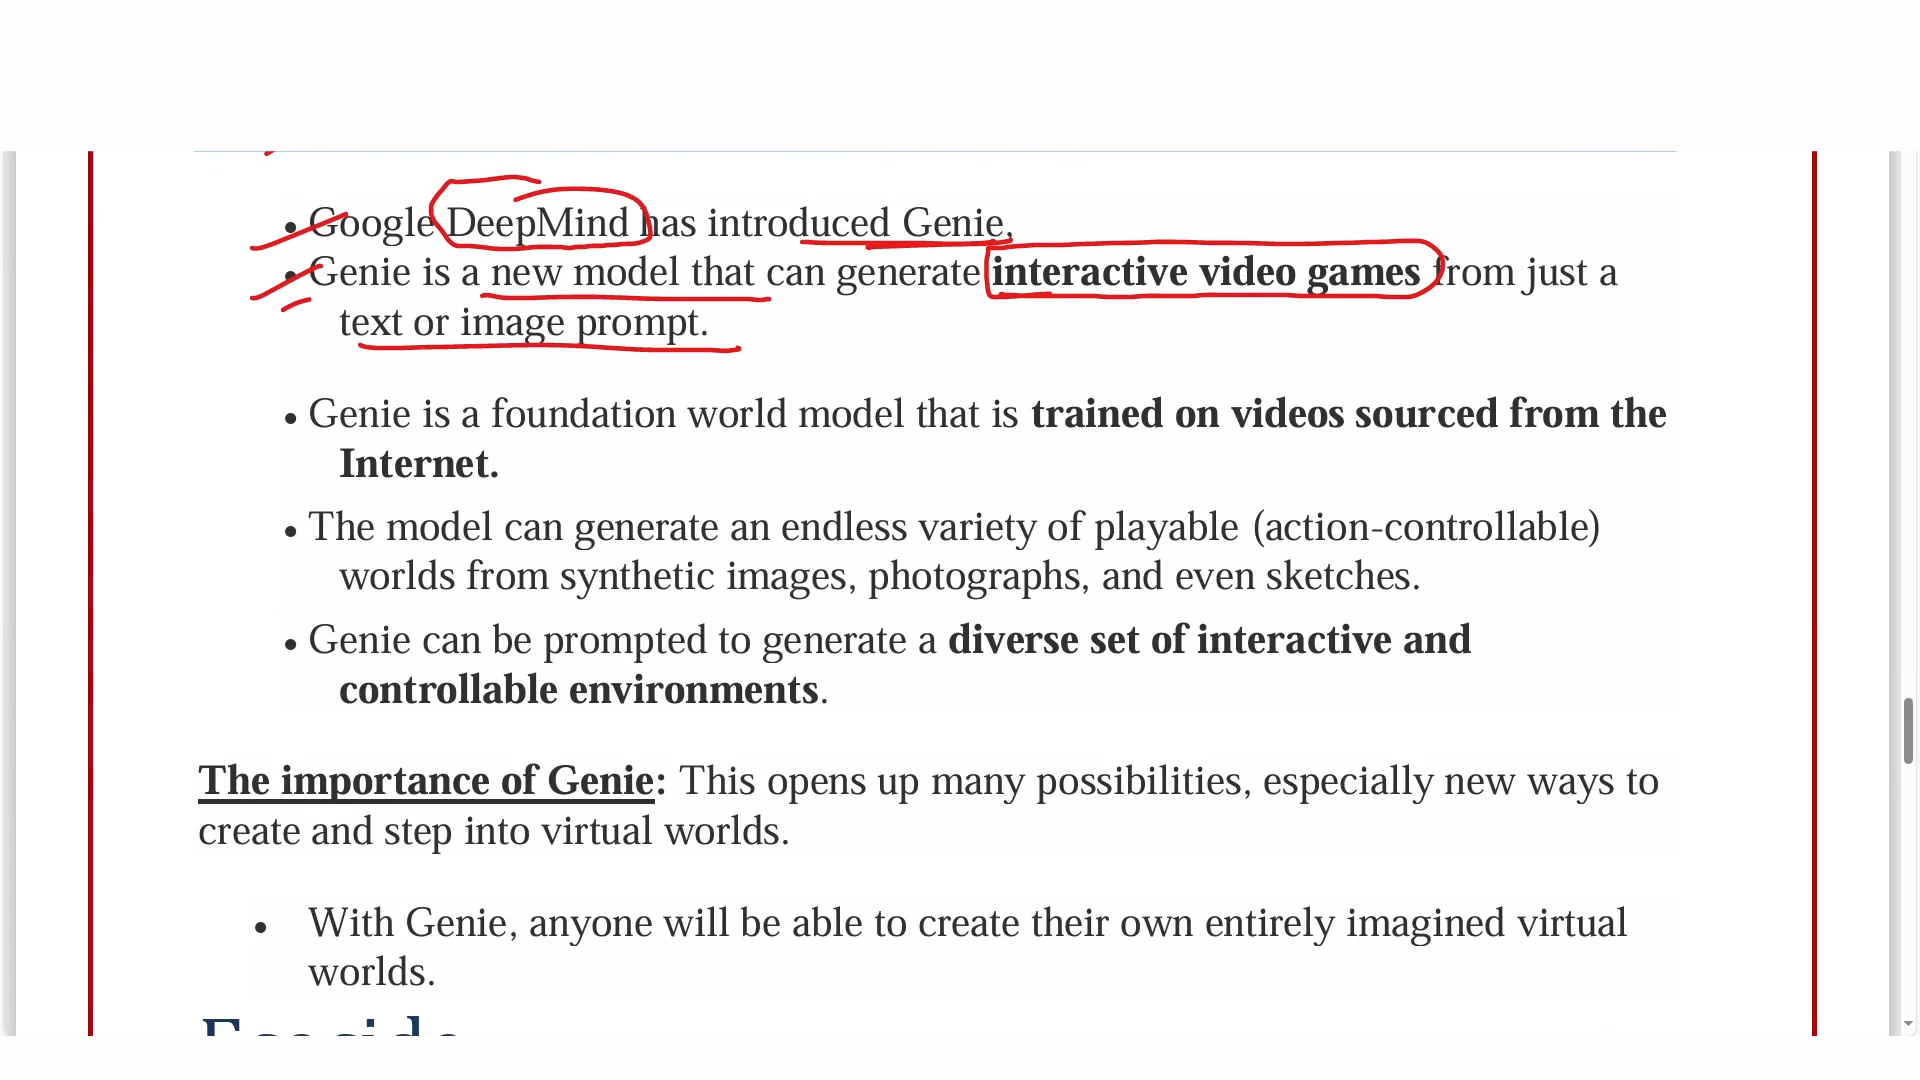 • Google DeepMind has introduced Genie,
• Genie is a new model that can generate interactive video games from just a
text or image prompt.
• Genie is a foundation world model that is trained on videos sourced from the
Internet.
• The model can generate an endless variety of playable (action-controllable)
worlds from synthetic images, photographs, and even sketches.
• Genie can be prompted to generate a diverse set of interactive and
controllable environments.
The importance of Genie: This opens up many possibilities, especially new ways to
create and step into virtual worlds.
• With Genie, anyone will be able to create their own entirely imagined virtual
worlds.